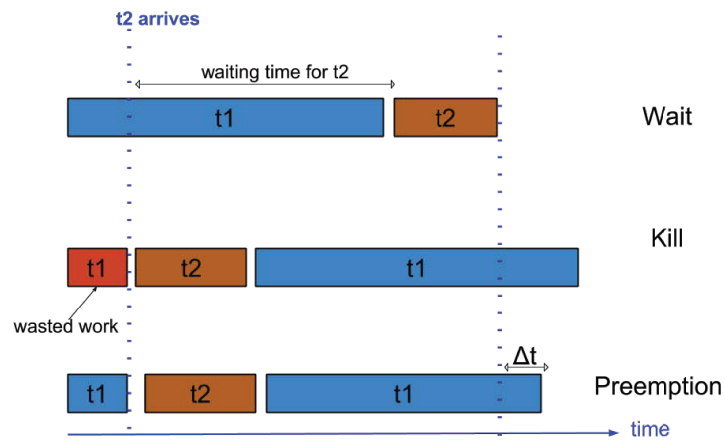 t2 arrives
waiting time for t2
t1
t2
Wait
Kill
t1
t2
t1
wasted work
Δt
t1
t2
t1
Preemption
time